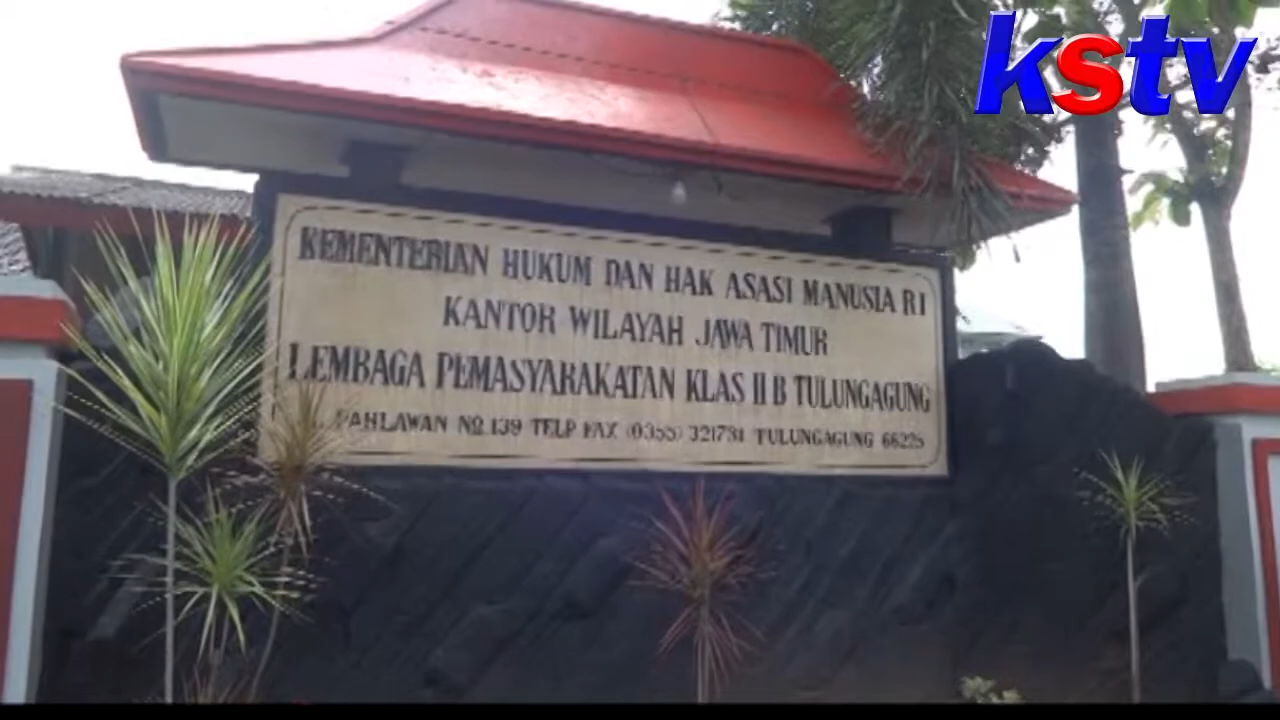 kstv
KEMENTERIAN HUKUM DAN HAK ASASI MANUSIA RI
KANTOR WILAYAH JAWA TIMUR
LEMBAGA PEMASYARAKATAN KLAS II B TULUNGAGUNG
PAHLAWAN NO 139 TELP FAX (0355) 321731 TULUNGAGUNG 66225